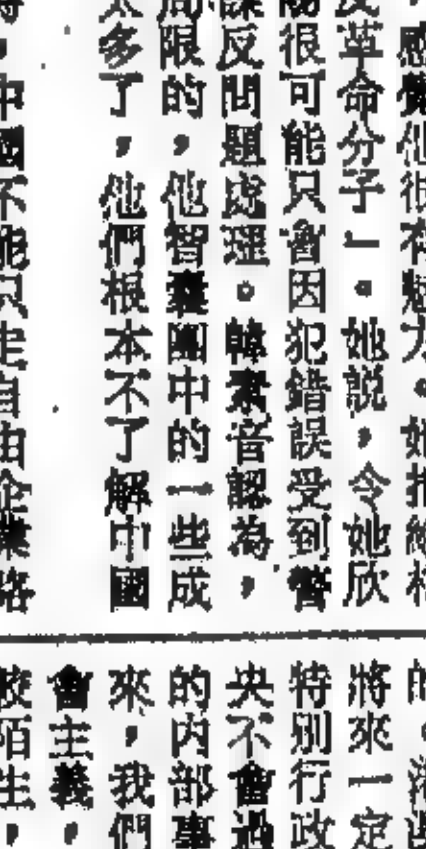 感覺他很有魅力。她
反革命分子」。她說，令她欣
很可能只會因犯錯誤受到警
謀反問題處理。韓素音認為，
局限的，他智囊團中的一些成
太多了，他們根本不了解中國
，中國不能只走自由企業路
的。
將來一定
特別行政
央不會過
的內部事
來，我們
會主義，
較陌生，